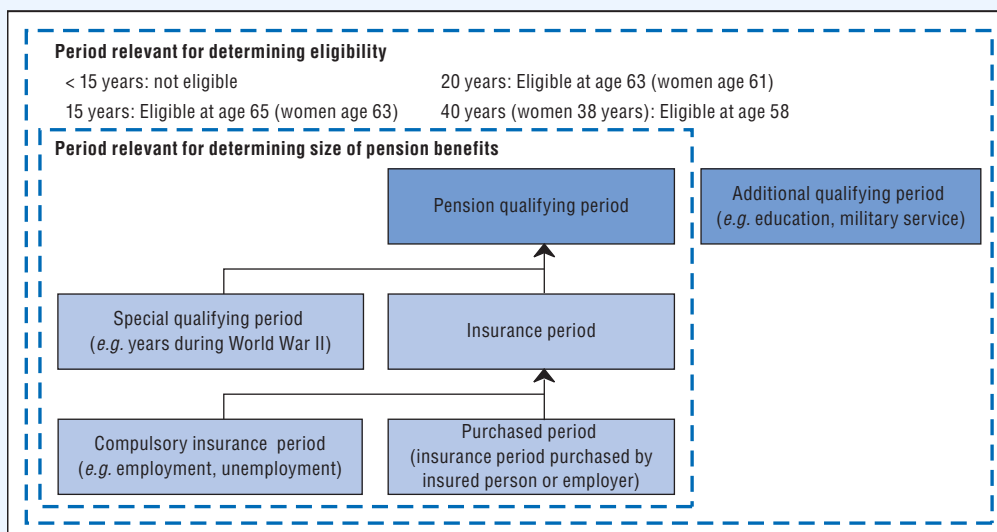 Period relevant for determining eligibility
< 15 years: not eligible
20 years: Eligible at age 63 (women age 61)
15 years: Eligible at age 65 (women age 63)
40 years (women 38 years): Eligible at age 58
Period relevant for determining size of pension benefits
Pension qualifying period
Additional qualifying period
(e.g. education, military service)
Special qualifying period
(e.g. years during World War II)
Insurance period
Compulsory insurance period
(e.g. employment, unemployment)
Purchased period
(insurance period purchased by
insured person or employer)